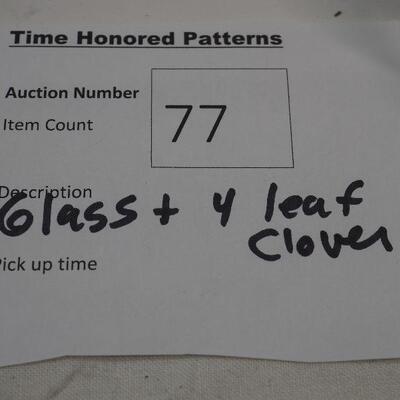 Time Honored Patterns
Auction Number
Item Count
77
Description
Glass + 4 leaf
Clover
Pick up time